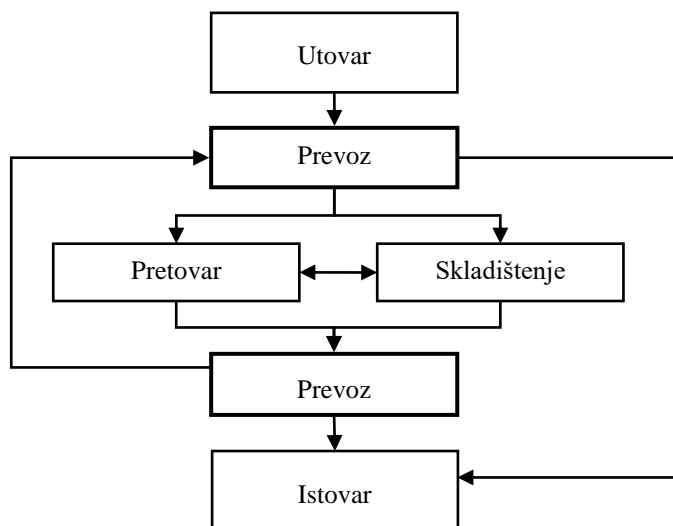 Utovar
Prevoz
Pretovar
Skladištenje
Prevoz
Istovar